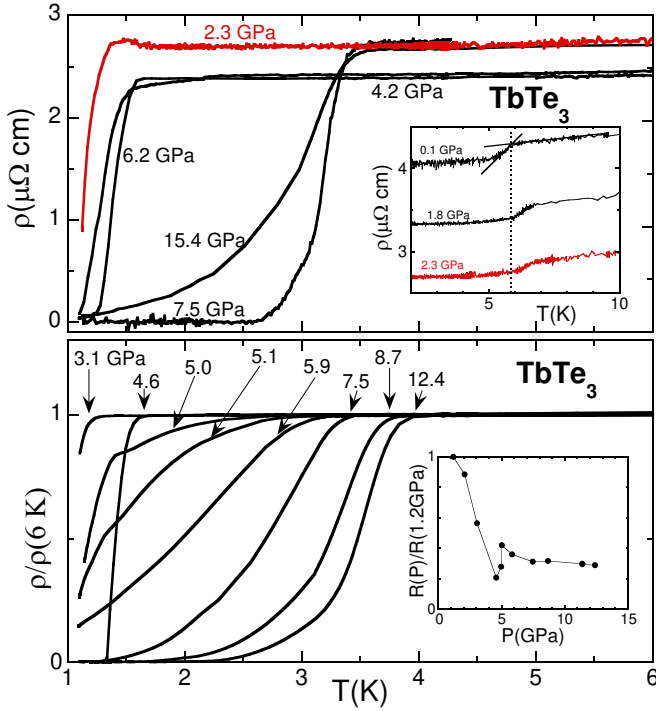 3
2
1
0
ρ(μΩ cm)
2.3 GPa
4.2 GPa
TbTe3
6.2 GPa
15.4 GPa
7.5 GPa
0.1 GPa
1.8 GPa
2.3 GPa
4
3
ρ(μΩ cm)
5
10
T(K)
3.1 GPa
4.6
5.0
5.1
5.9
7.5
8.7
12.4
TbTe3
1
0
ρ/ρ(6 K)
1
0
R(P)/R(1.2GPa)
0
5
10
15
P(GPa)
1
2
3
4
5
6
T(K)